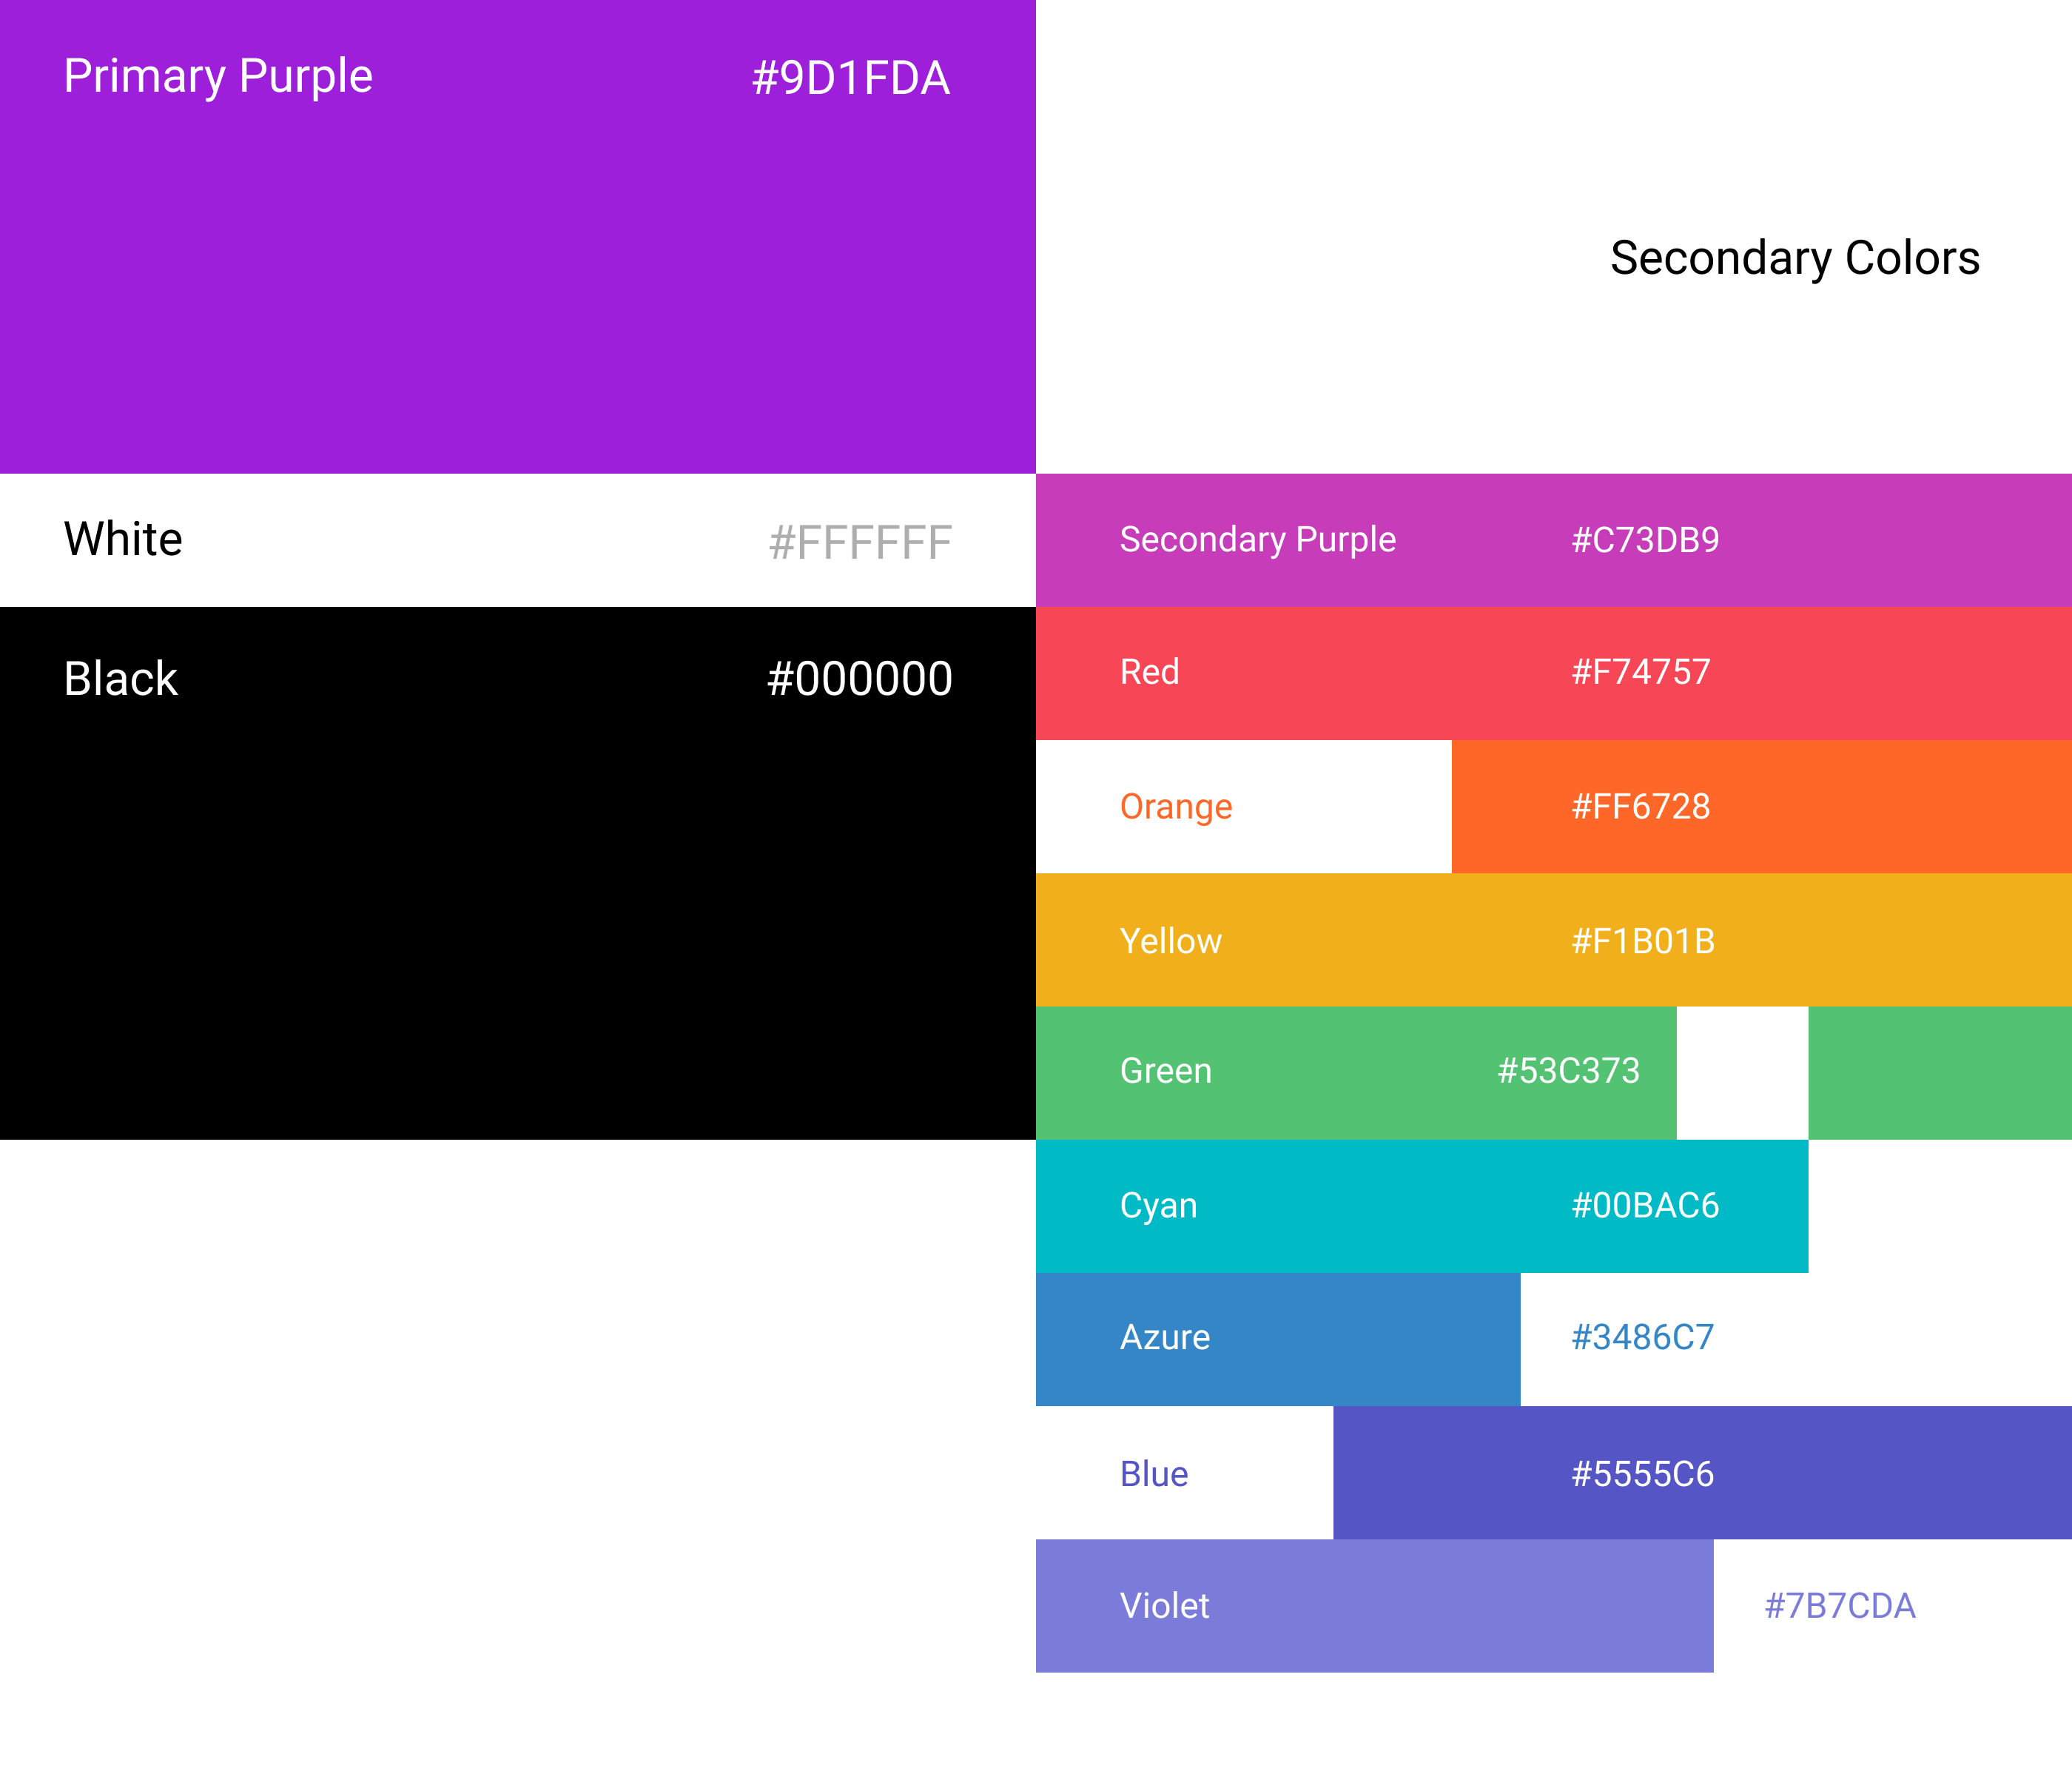 Primary Purple #9D1FDA
White #FFFFFF
Black #000000
Secondary Colors
Secondary Purple #C73DB9
Red #F74757
Orange #FF6728
Yellow #F1B01B
Green #53C373
Cyan #00BAC6
Azure #3486C7
Blue #5555C6
Violet #7B7CDA